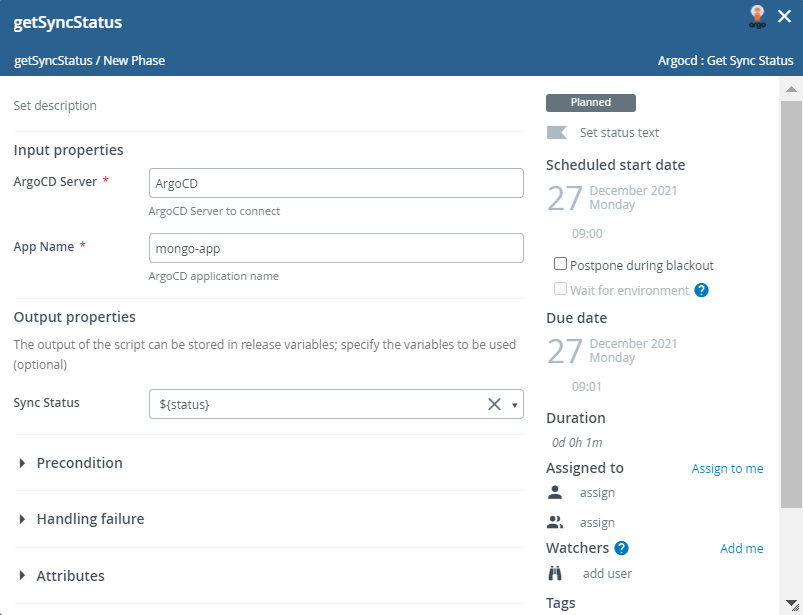 getSyncStatus
argo
getSyncStatus / New Phase
Argocd : Get Sync Status
Set description
Input properties
ArgoCD Server *
ArgoCD
ArgoCD Server to connect
App Name *
mongo-app
ArgoCD application name
Output properties
The output of the script can be stored in release variables; specify the variables to be used
(optional)
Sync Status
${status}
Precondition
Handling failure
Attributes
Planned
Set status text
Scheduled start date
27
December 2021
Monday
09:00
Postpone during blackout
Wait for environment ?
Due date
27
December 2021
Monday
09:01
Duration
0d 0h 1m
Assigned to
Assign to me
assign
assign
Watchers ?
Add me
add user
Tags